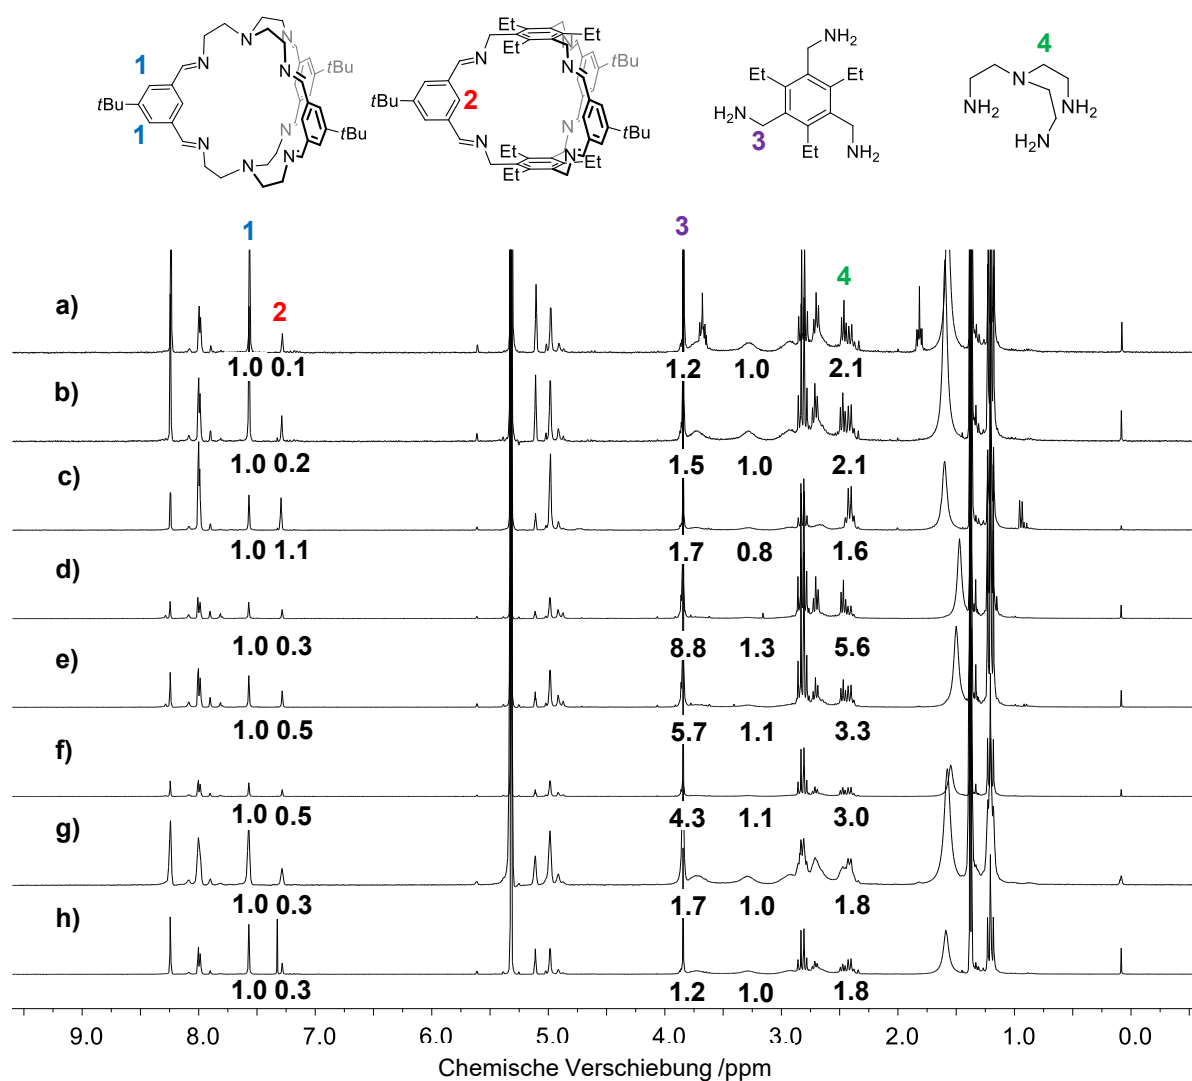 1
1
tBu
N
N
N
N
N
N
N
N
tBu
tBu
2
tBu
N
N
Et
Et
Et
Et
N
N
N
N
Et
Et
Et
Et
tBu
tBu
NH2
Et
Et
H2N
3
Et
NH2
4
N
NH2
NH2
H2N
1
2
3
4
a)
1.0 0.1 1.2 1.0 2.1
b)
1.0 0.2 1.5 1.0 2.1
c)
1.0 1.1 1.7 0.8 1.6
d)
1.0 0.3 8.8 1.3 5.6
e)
1.0 0.5 5.7 1.1 3.3
f)
1.0 0.5 4.3 1.1 3.0
g)
1.0 0.3 1.7 1.0 1.8
h)
1.0 0.3 1.2 1.0 1.8
9.0 8.0 7.0 6.0 5.0 4.0 3.0 2.0 1.0 0.0
Chemische Verschiebung /ppm